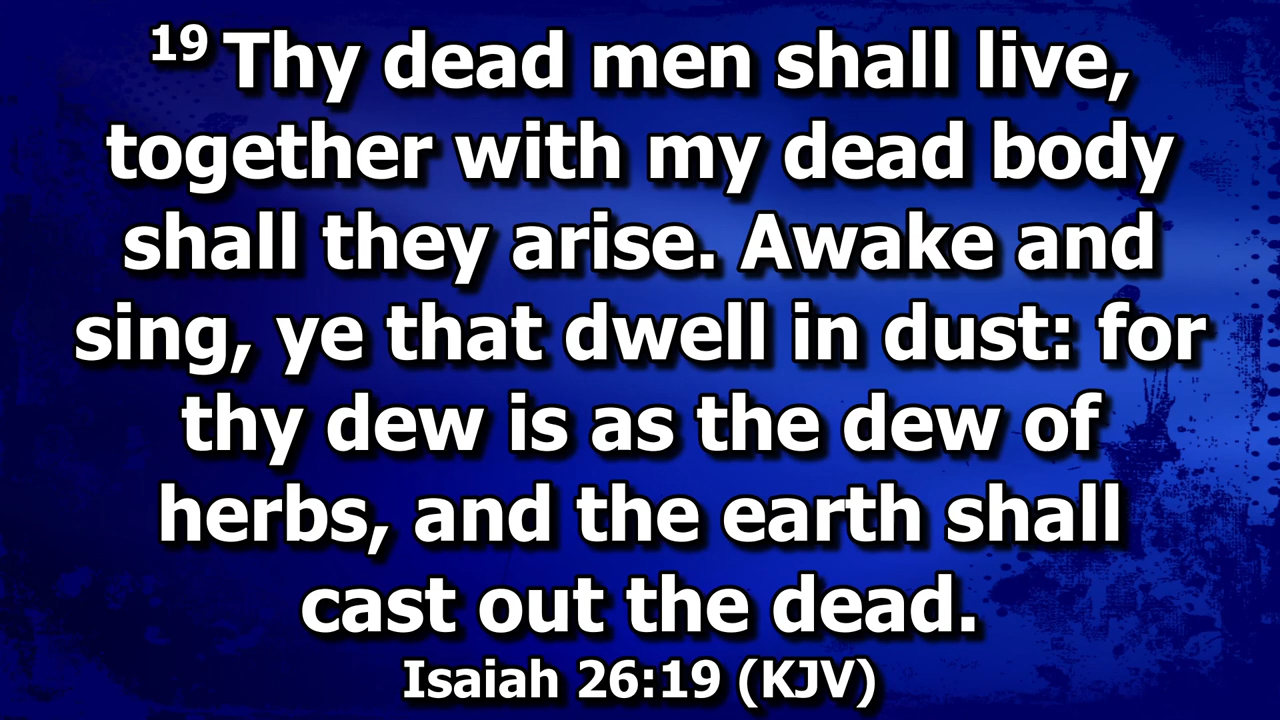 19 Thy dead men shall live,
together with my dead body
shall they arise. Awake and
sing, ye that dwell in dust: for
thy dew is as the dew of
herbs, and the earth shall
cast out the dead.
Isaiah 26:19 (KJV)